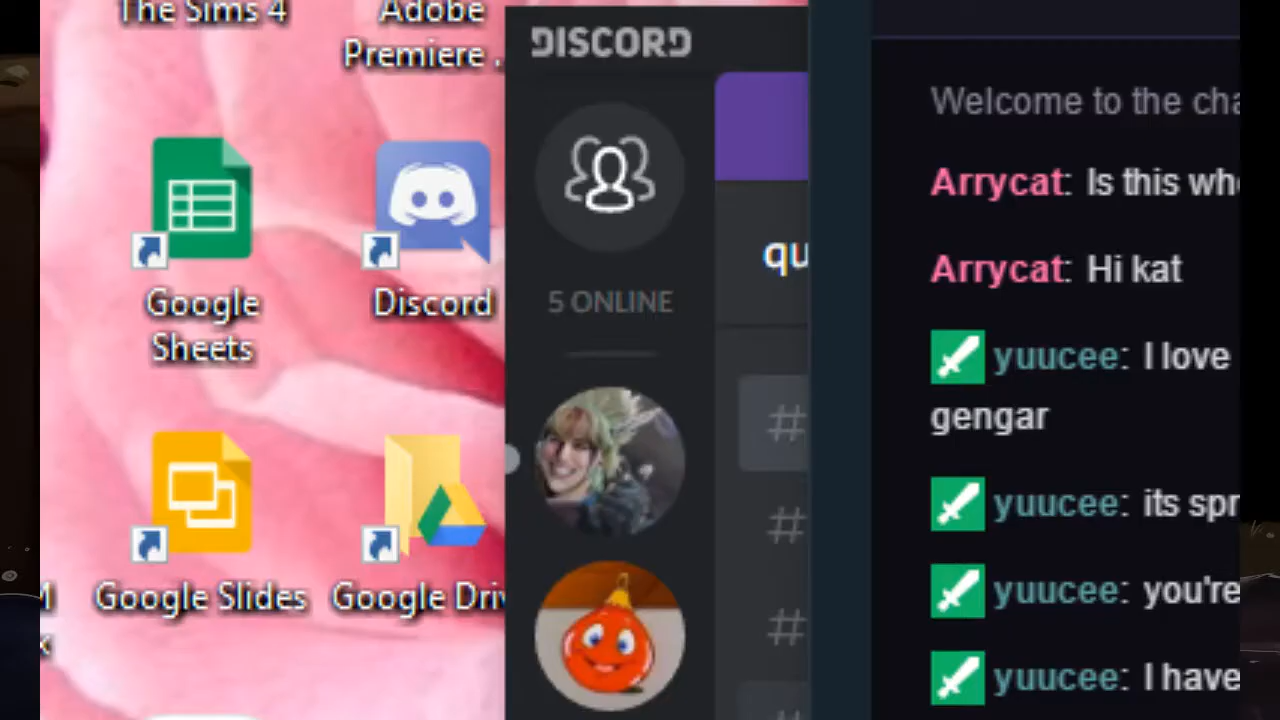 The Sims 4
Adobe
Premiere ...
Google
Sheets
Discord
Google Slides
Google Driv
DISCORD
5 ONLINE
qu
#
#
#
#
Welcome to the cha
Arrycat: Is this wh
Arrycat: Hi kat
yuucee: I love
gengar
yuucee: its spr
yuucee: you're
yuucee: I have